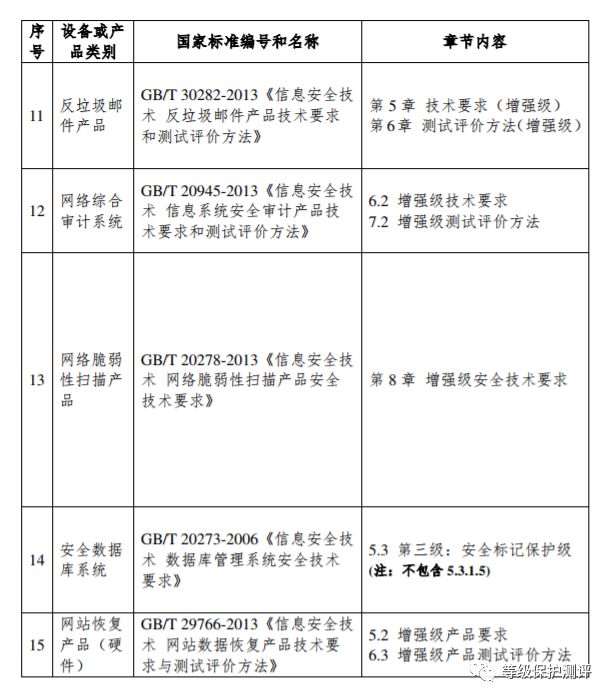 序号
设备或产品类别
国家标准编号和名称
章节内容
11
反垃圾邮
件产品
GB/T 30282-2013《信息安全技
术 反垃圾邮件产品技术要求
和测试评价方法》
第 5 章 技术要求（增强级）
第 6 章 测试评价方法（增强级）
12
网络综合
审计系统
GB/T 20945-2013《信息安全技
术 信息系统安全审计产品技
术要求和测试评价方法》
6.2 增强级技术要求
7.2 增强级测试评价方法
13
网络脆弱
性扫描产
品
GB/T 20278-2013《信息安全技
术 网络脆弱性扫描产品安全
技术要求》
第 8 章 增强级安全技术要求
14
安全数据
库系统
GB/T 20273-2006《信息安全技
术 数据库管理系统安全技术
要求》
5.3 第三级：安全标记保护级
(注：不包含 5.3.1.5)
15
网站恢复
产品（硬
件）
GB/T 29766-2013《信息安全技
术 网站数据恢复产品技术要
求与测试评价方法》
5.2 增强级产品要求
6.3 增强级产品测试评价方法
等级保护测评